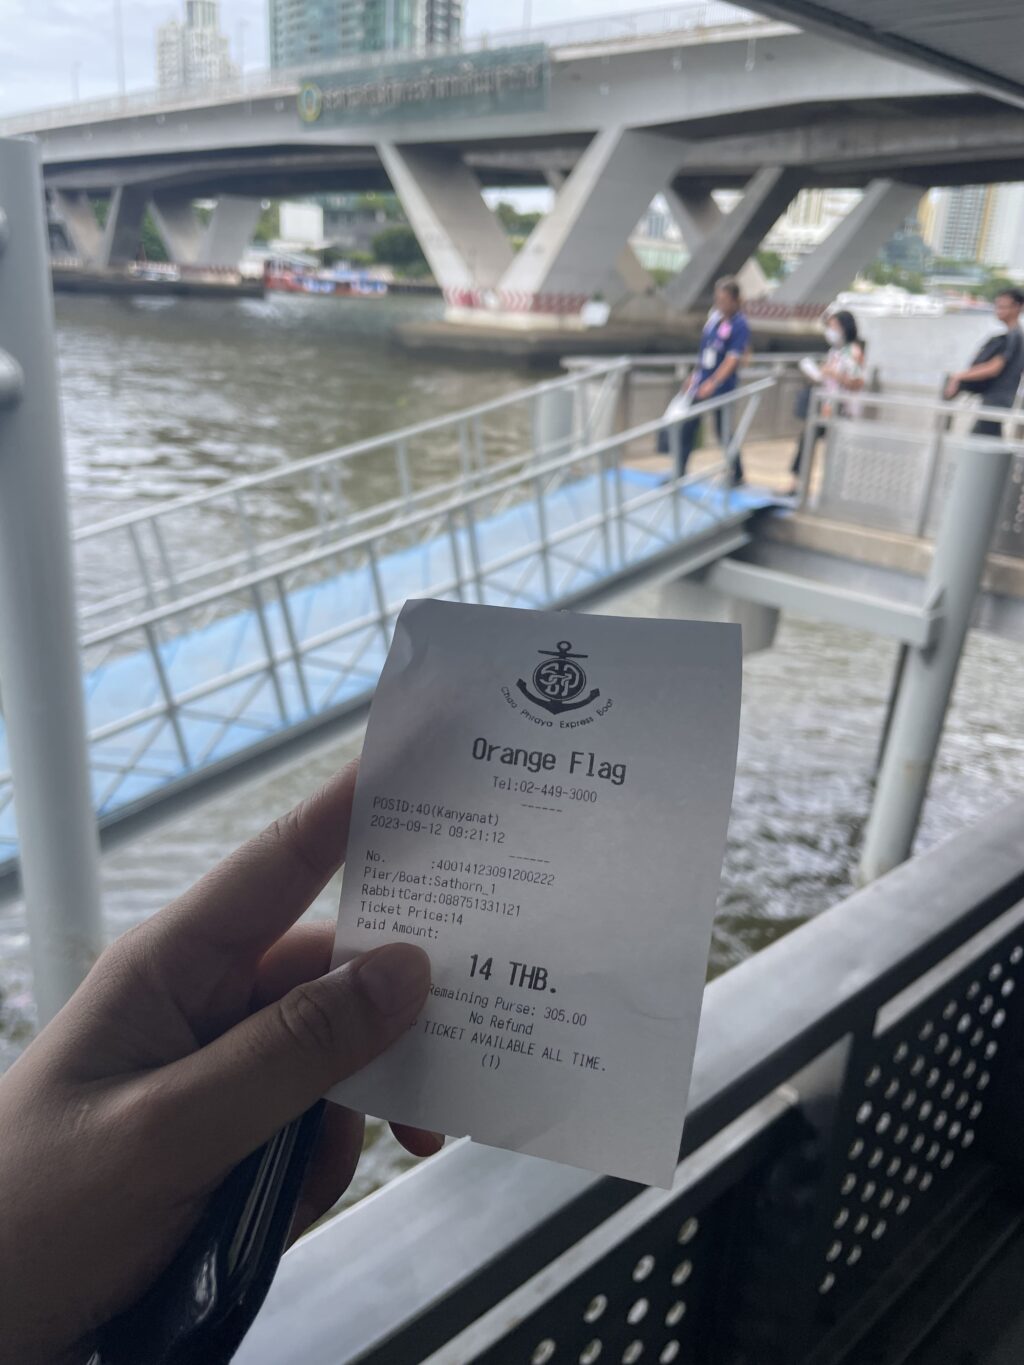 Chao Phraya Express Boat
Orange Flag
Tel:02-449-3000
------
POSID:40(Kanyanat)
2023-09-12 09:21:12
------
No. :40014123091200222
Pier/Boat:Sathorn_1
RabbitCard:088751331121
Ticket Price:14
Paid Amount:
14 THB.
Remaining Purse: 305.00
No Refund
TICKET AVAILABLE ALL TIME.
(1)